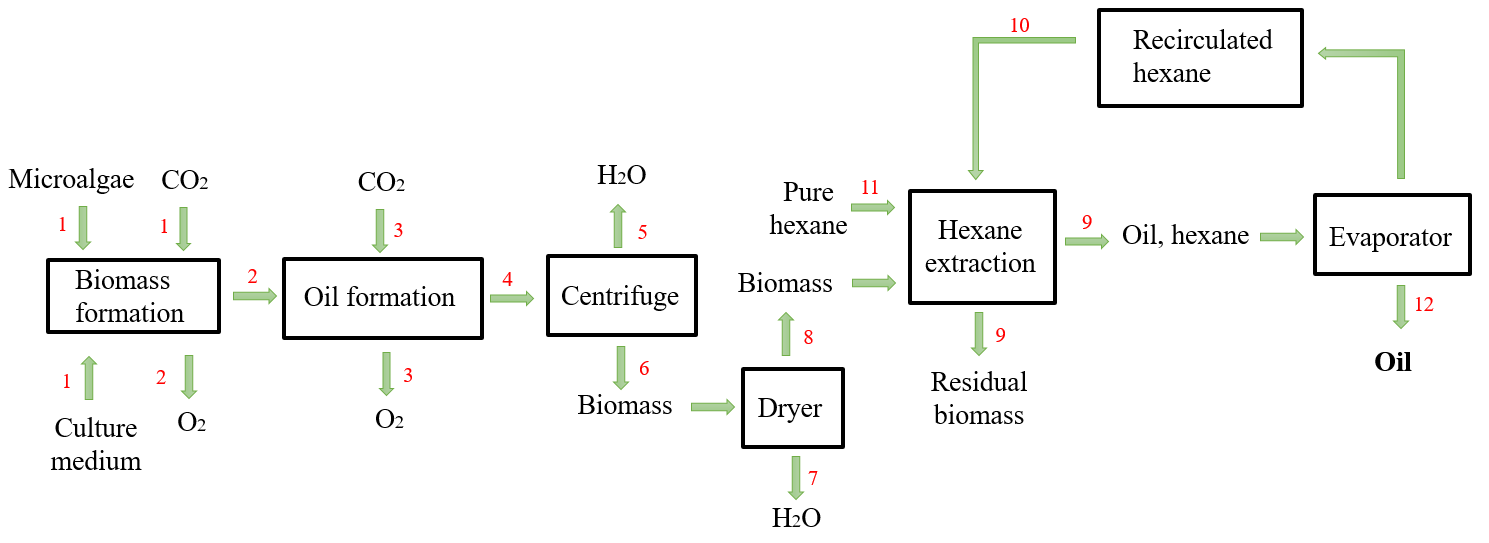 10
Recirculated
hexane
Microalgae
CO2
CO2
H2O
Pure
hexane
11
1
1
3
5
9
Hexane
extraction
Oil, hexane
Evaporator
Biomass
formation
2
Oil formation
4
Centrifuge
Biomass
12
1
2
3
6
8
9
Oil
Culture
medium
O2
O2
Biomass
Dryer
Residual
biomass
7
H2O